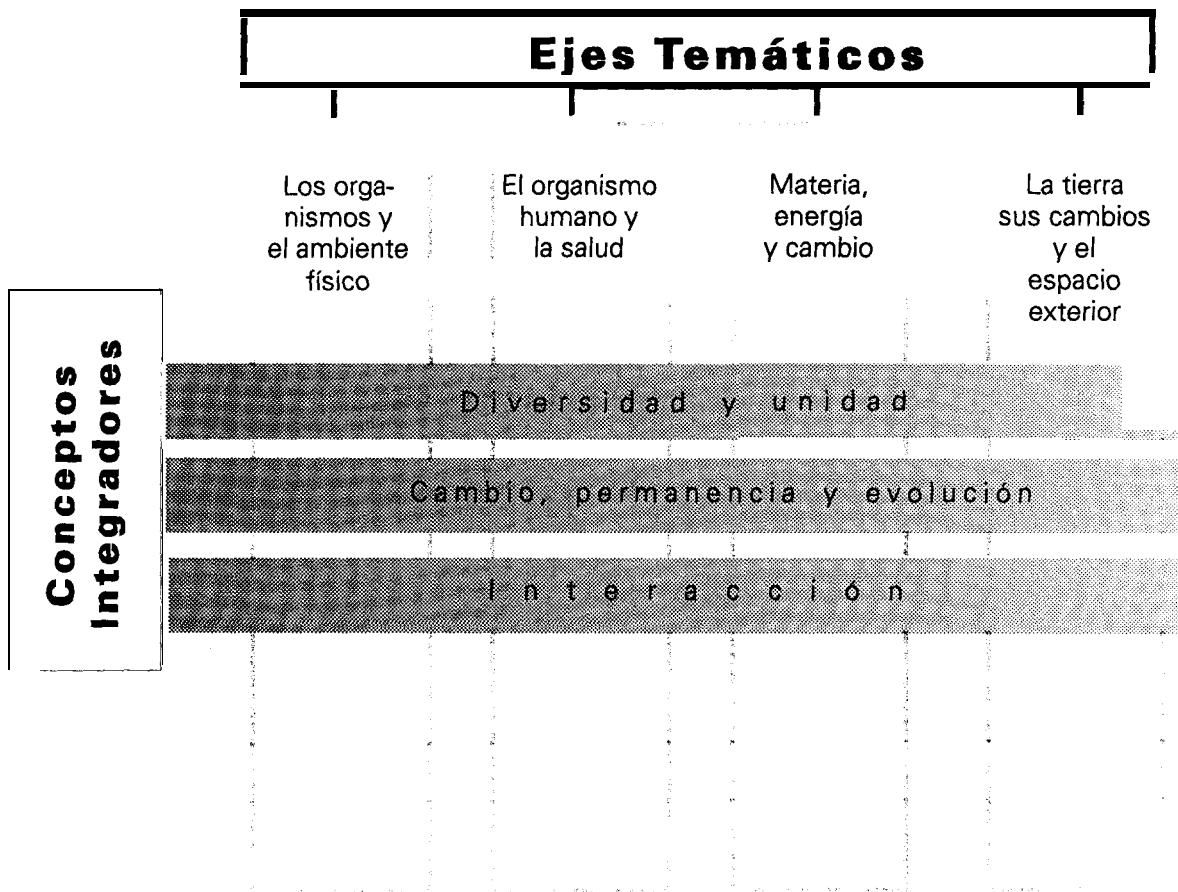 Ejes Temáticos
Los orga-
nismos y
el ambiente
físico
El organismo
humano y
la salud
Materia,
energía
y cambio
La tierra
sus cambios
y el
espacio
exterior
Conceptos
Integradores
Diversidad y unidad
Cambio, permanencia y evolución
Interacción